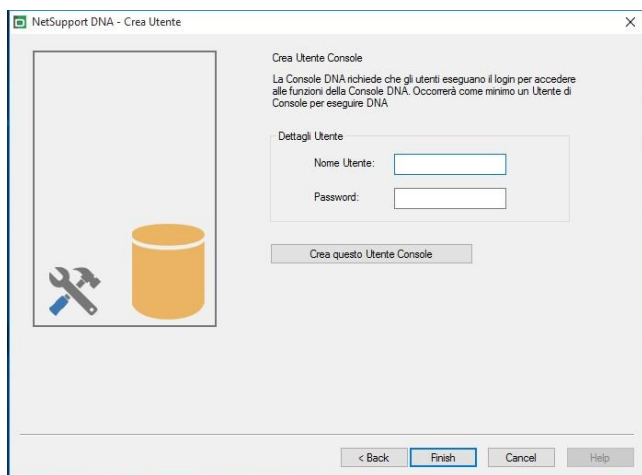 NetSupport DNA - Crea Utente
Crea Utente Console
La Console DNA richiede che gli utenti eseguano il login per accedere
alle funzioni della Console DNA. Occorrerà come minimo un Utente di
Console per eseguire DNA
Dettagli Utente
Nome Utente:
Password:
Crea questo Utente Console
< Back
Finish
Cancel
Help